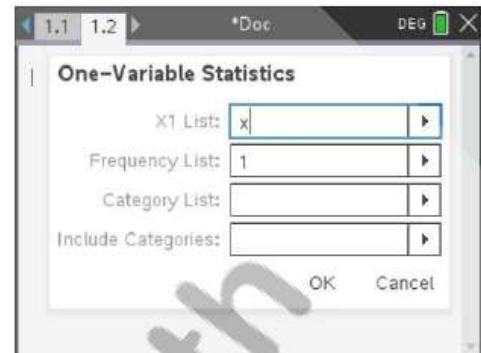 1.1 1.2 *Doc DEG
One-Variable Statistics
X1 List: x
Frequency List: 1
Category List:
Include Categories:
OK Cancel